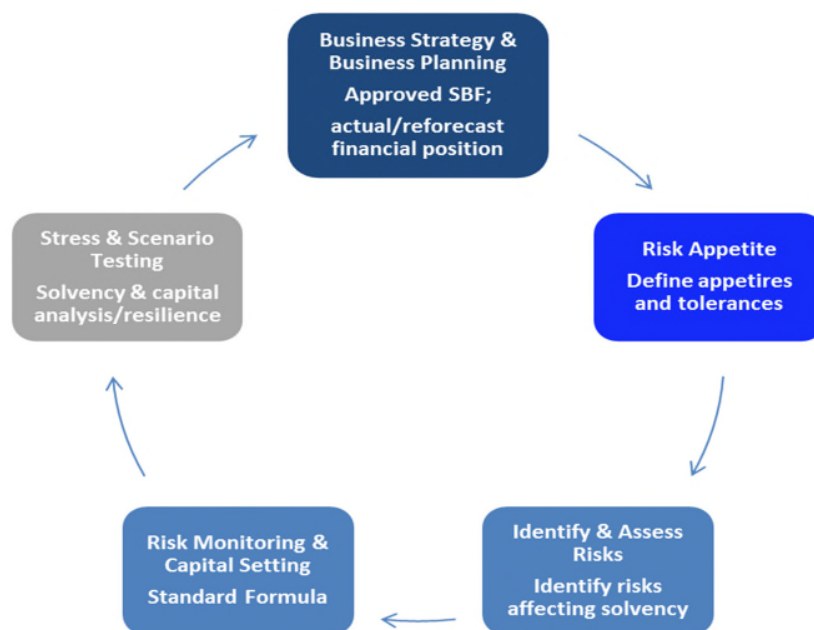 Business Strategy &
Business Planning
Approved SBF;
actual/reforecast
financial position
Risk Appetite
Define appetires
and tolerances
Identify & Assess
Risks
Identify risks
affecting solvency
Risk Monitoring &
Capital Setting
Standard Formula
Stress & Scenario
Testing
Solvency & capital
analysis/resilience